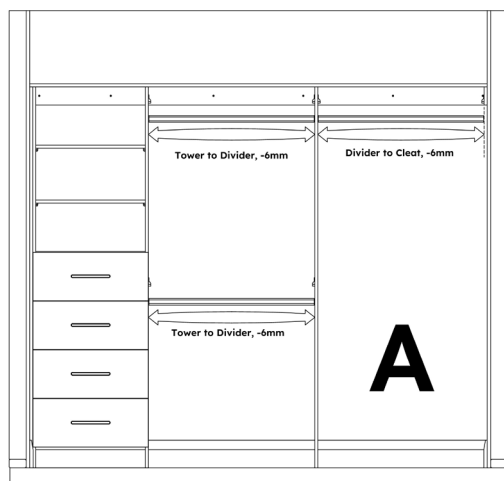 Tower to Divider, -6mm
Divider to Cleat, -6mm
Tower to Divider, -6mm
A